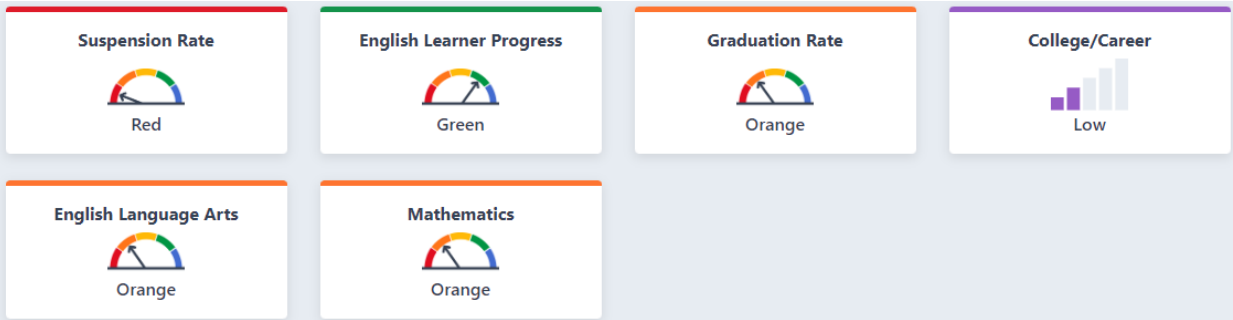 Suspension Rate
Red
English Learner Progress
Green
Graduation Rate
Orange
College/Career
Low
English Language Arts
Orange
Mathematics
Orange